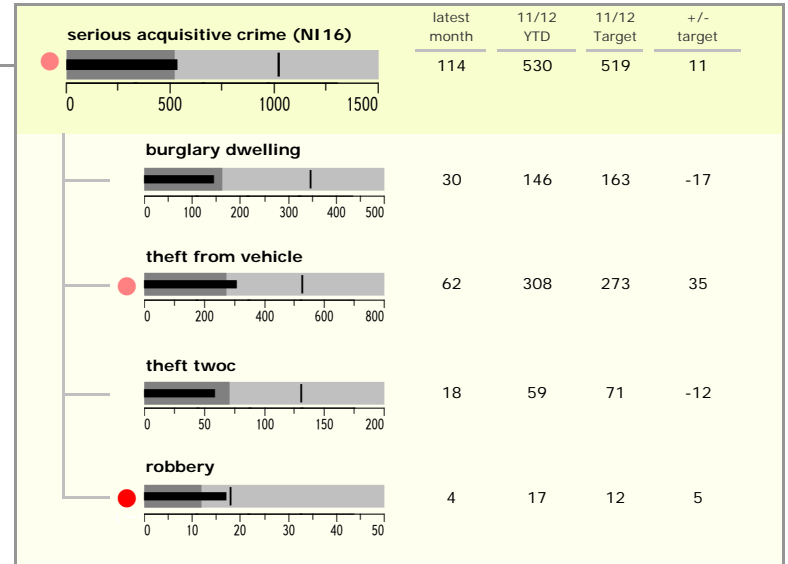 latest 11/12 11/12 +/-
month YTD Target target
serious acquisitive crime (NI16)
114 530 519 11
0 500 1000 1500
burglary dwelling
30 146 163 -17
0 100 200 300 400 500
theft from vehicle
62 308 273 35
0 200 400 600 800
theft twoc
18 59 71 -12
0 50 100 150 200
robbery
4 17 12 5
0 10 20 30 40 50